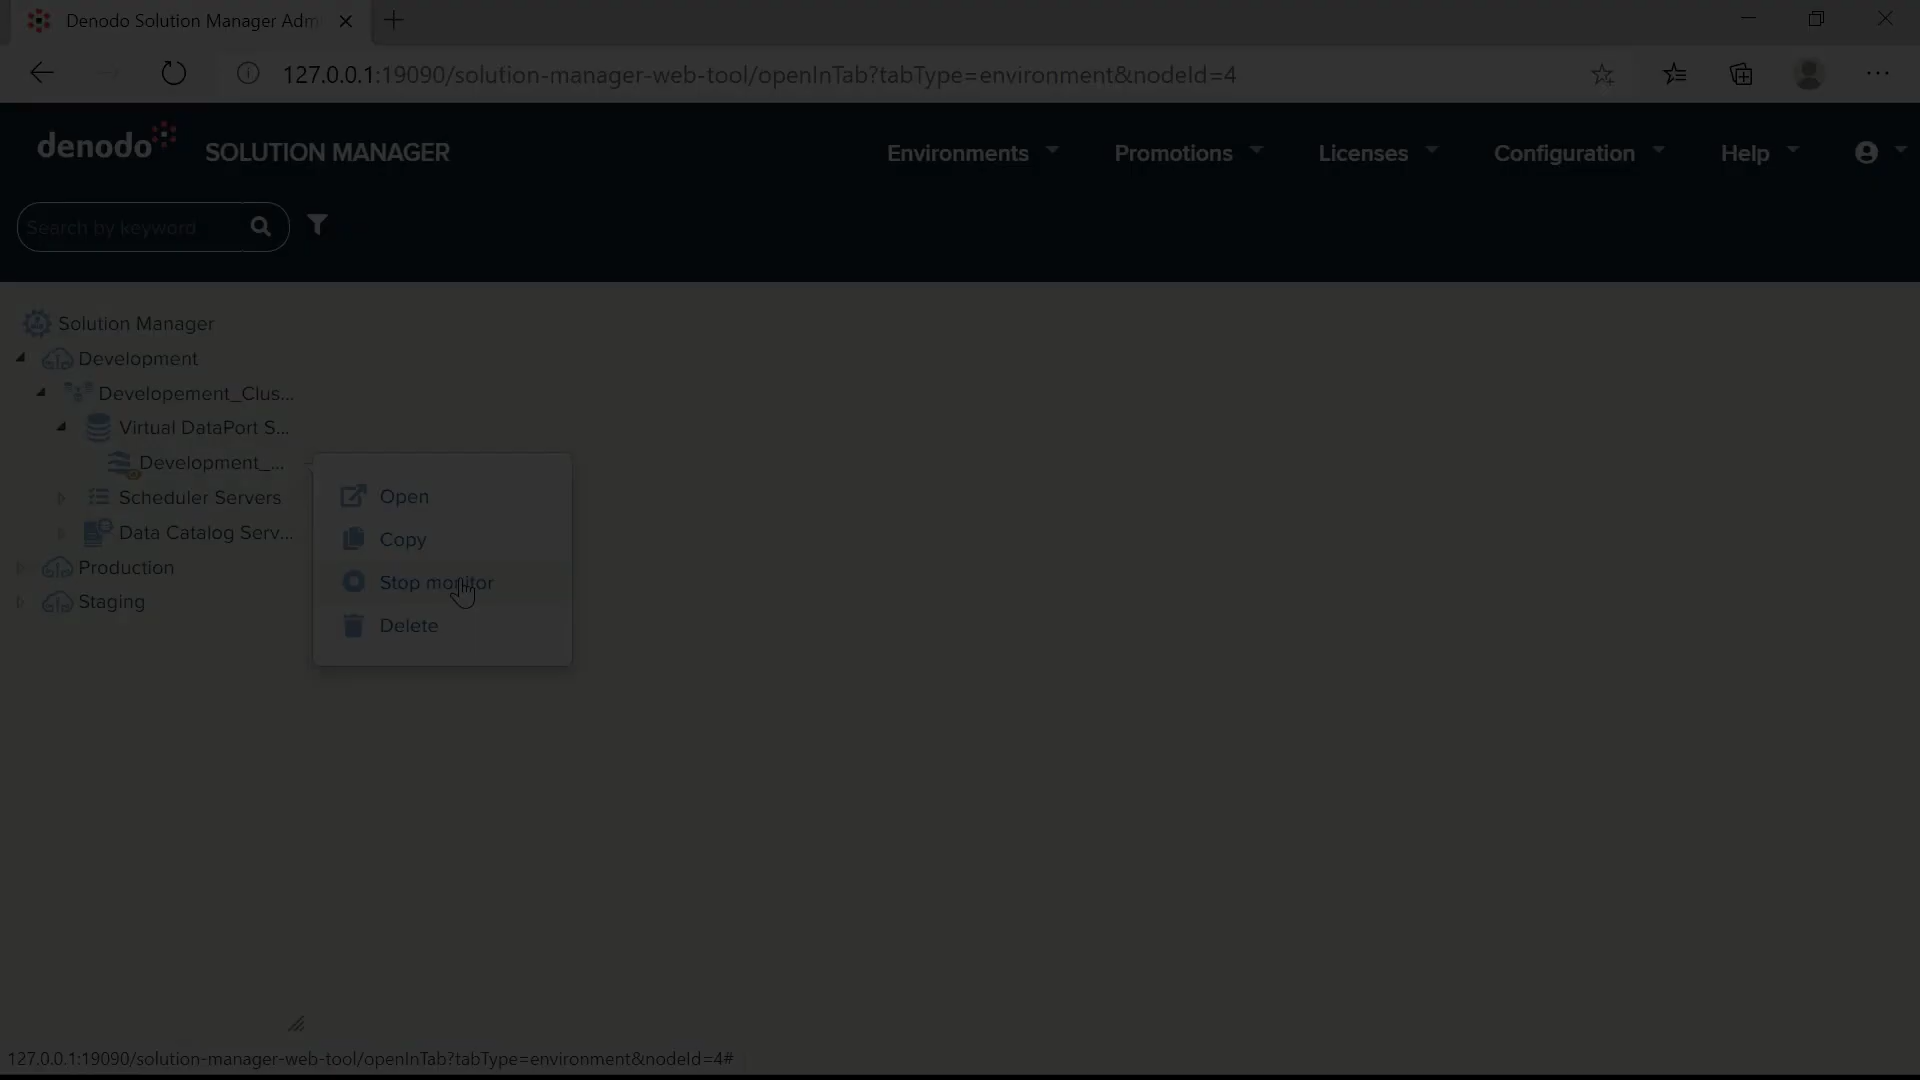 Denodo Solution Manager Adm
127.0.0.1:19090/solution-manager-web-tool/openInTab?tabType=environment&nodeId=4
denodo SOLUTION MANAGER
Environments Promotions Licenses Configuration Help
Search by keyword
Solution Manager
Development
Developement_Clus...
Virtual DataPort S...
Development_...
Scheduler Servers
Data Catalog Serv...
Production
Staging
Open
Copy
Stop monitor
Delete
127.0.0.1:19090/solution-manager-web-tool/openInTab?tabType=environment&nodeId=4#